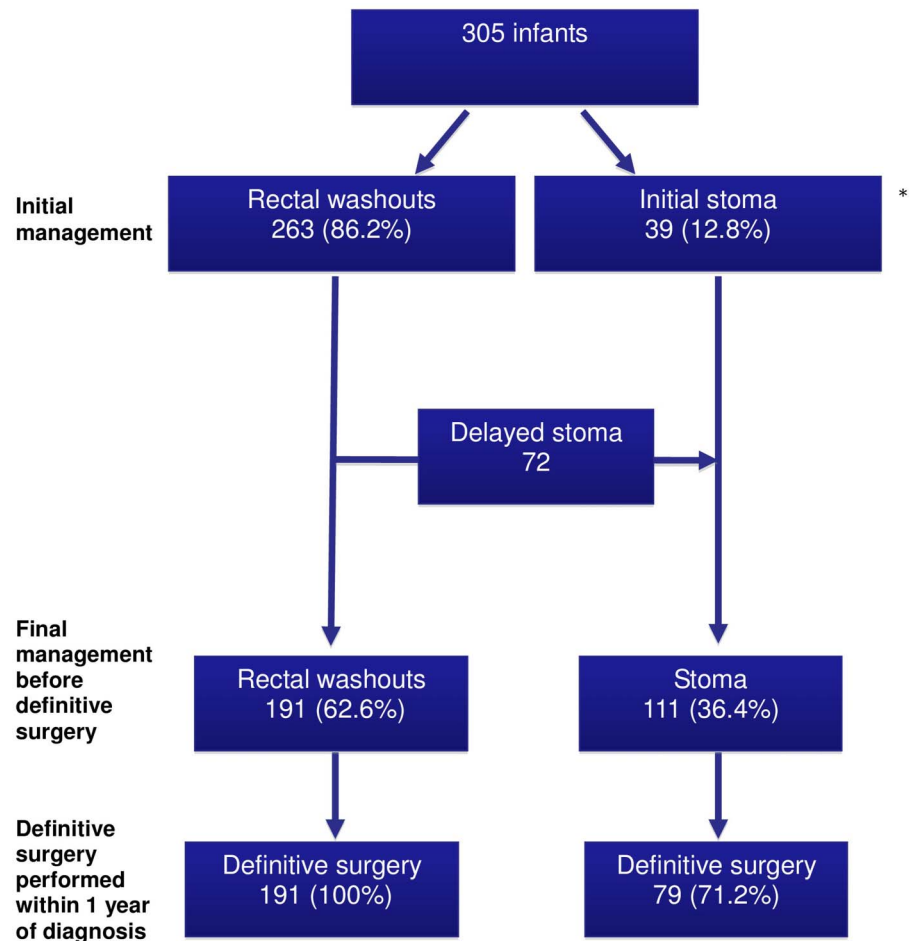 305 infants
Initial
management
Rectal washouts
263 (86.2%)
Initial stoma
39 (12.8%)
*
Delayed stoma
72
Final
management
before
definitive
surgery
Rectal washouts
191 (62.6%)
Stoma
111 (36.4%)
Definitive
surgery
performed
within 1 year
of diagnosis
Definitive surgery
191 (100%)
Definitive surgery
79 (71.2%)